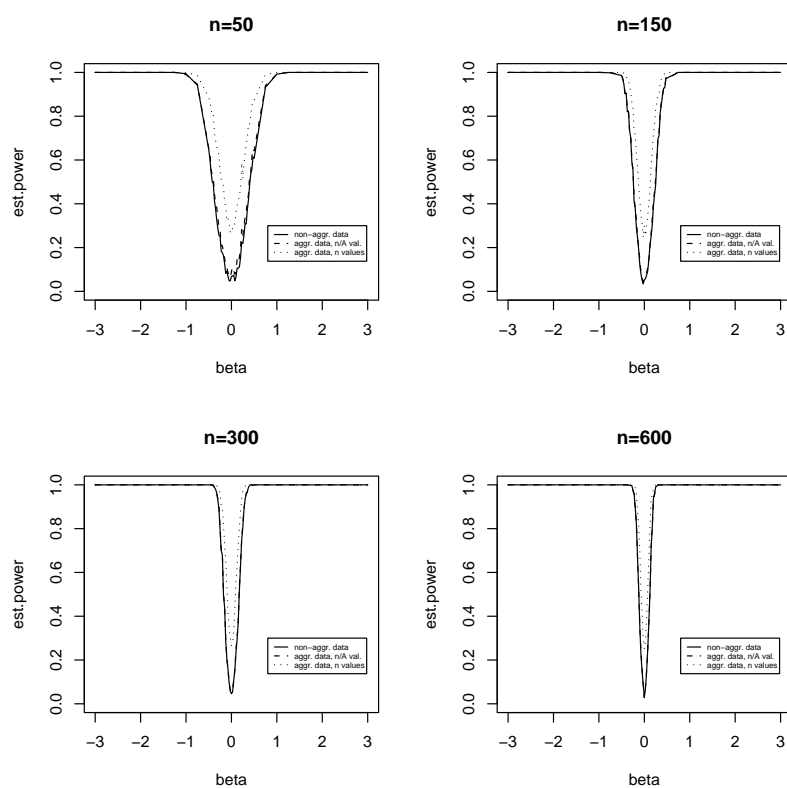 n=50
1.0
0.8
0.6
0.4
0.2
0.0
est.power
non−aggr. data
aggr. data, n/A val.
aggr. data, n values
−3 −2 −1 0 1 2 3
beta
n=150
1.0
0.8
0.6
0.4
0.2
0.0
est.power
non−aggr. data
aggr. data, n/A val.
aggr. data, n values
−3 −2 −1 0 1 2 3
beta
n=300
1.0
0.8
0.6
0.4
0.2
0.0
est.power
non−aggr. data
aggr. data, n/A val.
aggr. data, n values
−3 −2 −1 0 1 2 3
beta
n=600
1.0
0.8
0.6
0.4
0.2
0.0
est.power
non−aggr. data
aggr. data, n/A val.
aggr. data, n values
−3 −2 −1 0 1 2 3
beta